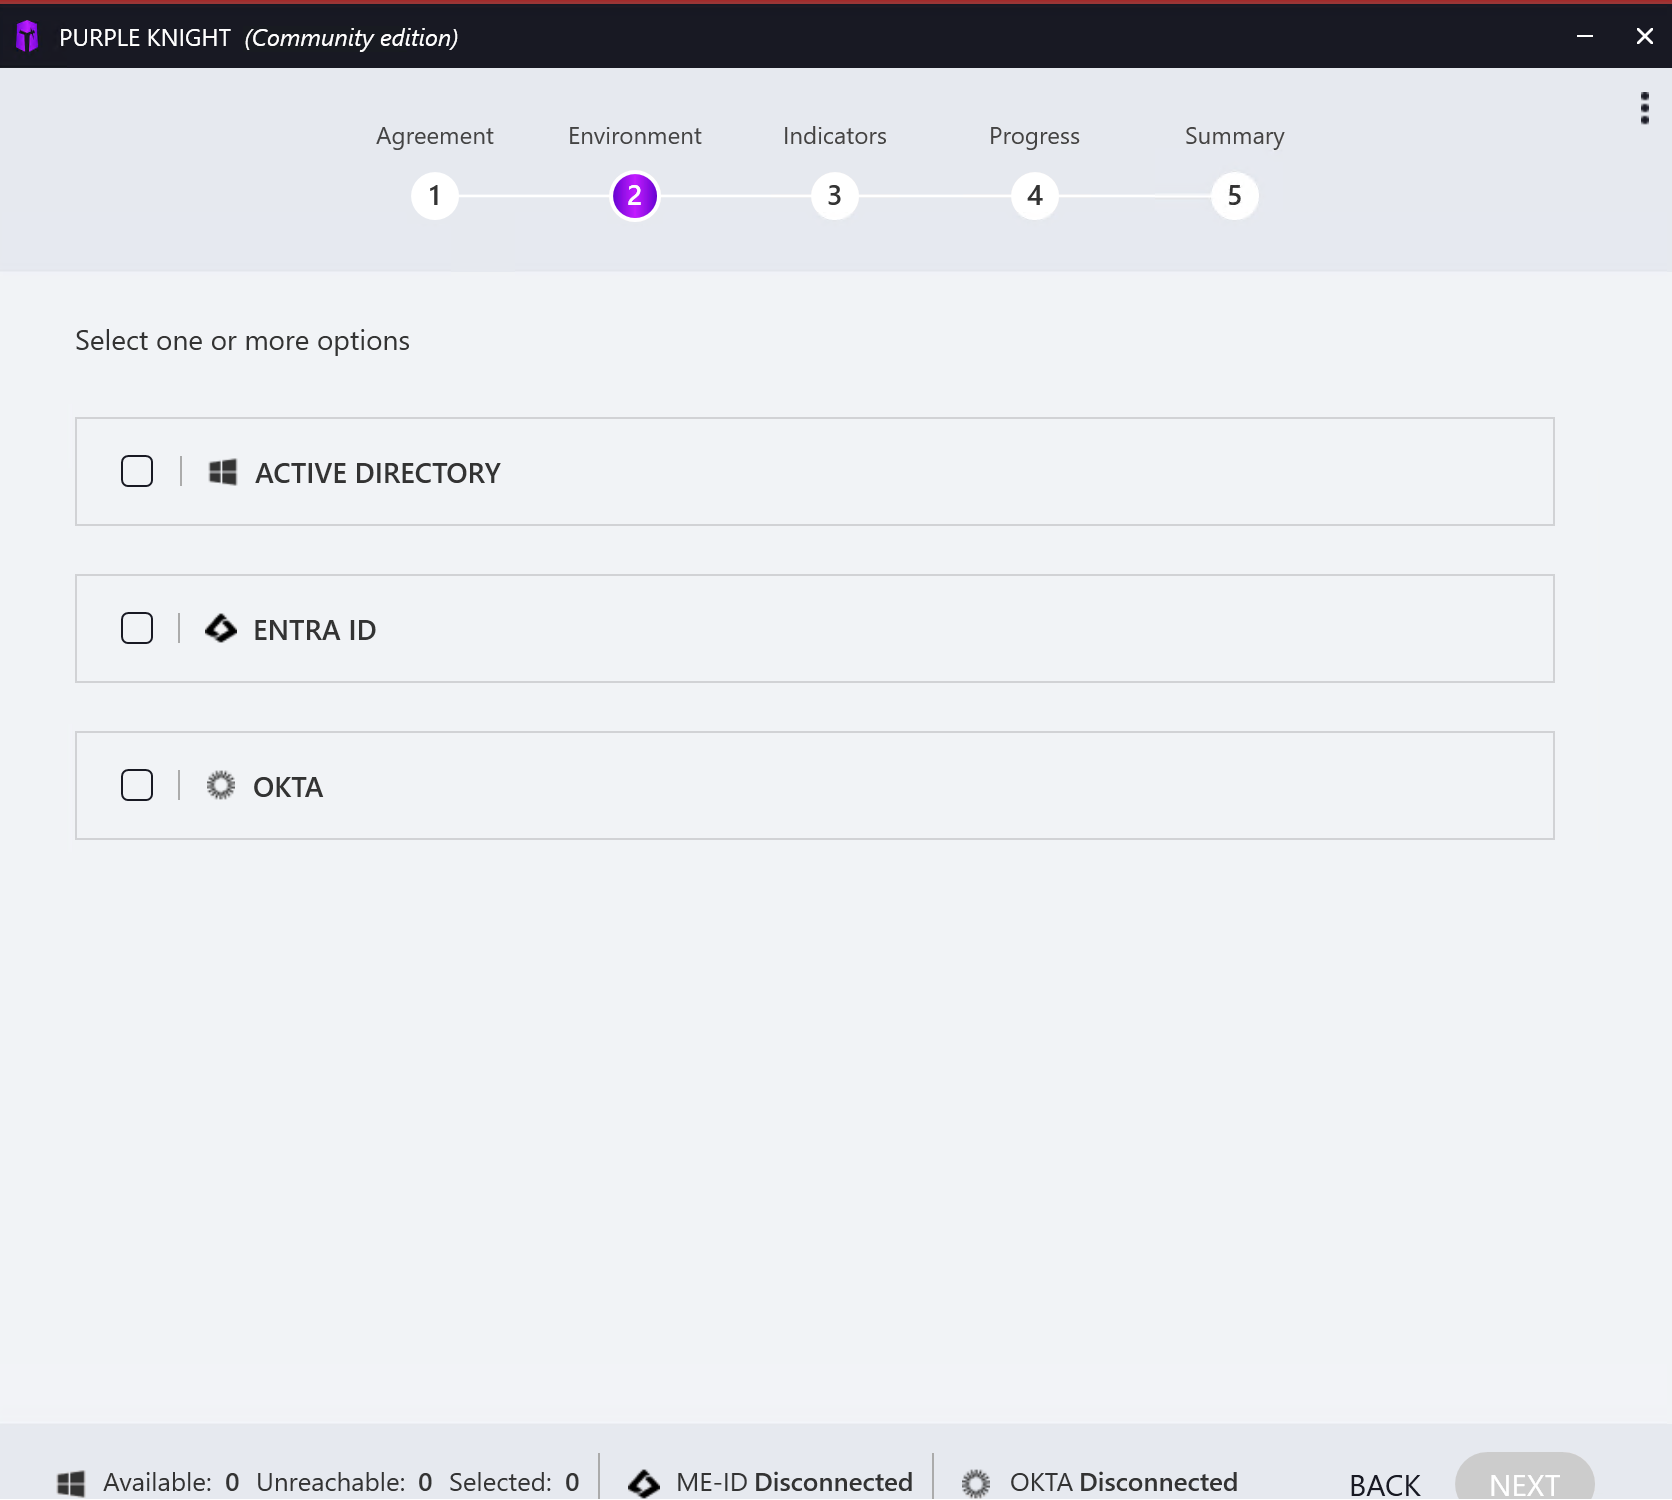 PURPLE KNIGHT (Community edition)
Agreement Environment Indicators Progress Summary
1 2 3 4 5
Select one or more options
ACTIVE DIRECTORY
ENTRA ID
OKTA
Available: 0 Unreachable: 0 Selected: 0 ME-ID Disconnected OKTA Disconnected BACK NEXT